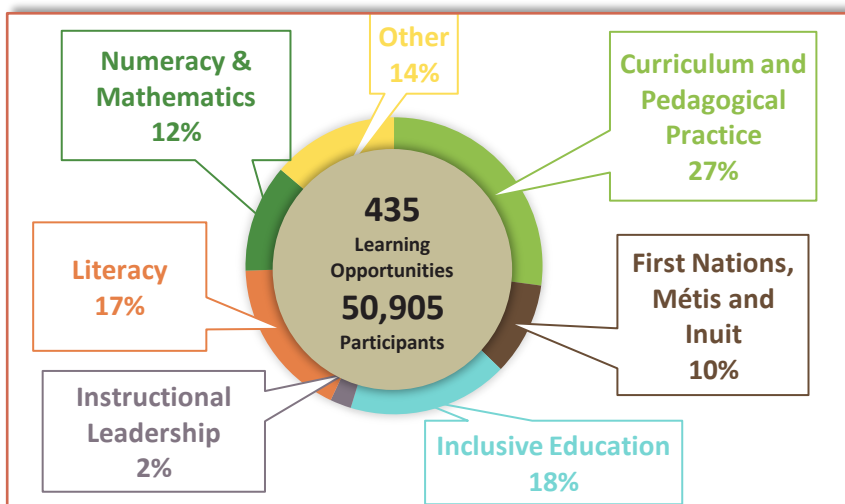 Other
14%
Numeracy &
Mathematics
12%
Curriculum and
Pedagogical
Practice
27%
435
Learning
Opportunities
50,905
Participants
Literacy
17%
First Nations,
Métis and
Inuit
10%
Instructional
Leadership
2%
Inclusive Education
18%